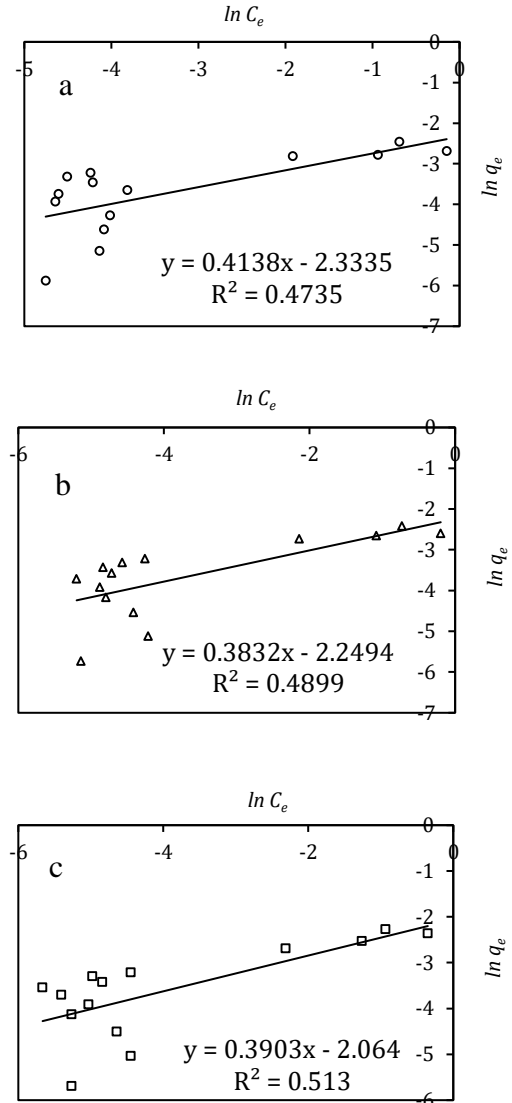 ln Cₑ
-5 -4 -3 -2 -1 0
0
-1
-2
-3
-4
-5
-6
-7
a
ln qₑ
y = 0.4138x - 2.3335
R² = 0.4735
ln Cₑ
-6 -4 -2 0
0
-1
-2
-3
-4
-5
-6
-7
b
ln qₑ
y = 0.3832x - 2.2494
R² = 0.4899
ln Cₑ
-6 -4 -2 0
0
-1
-2
-3
-4
-5
-6
c
ln qₑ
y = 0.3903x - 2.064
R² = 0.513